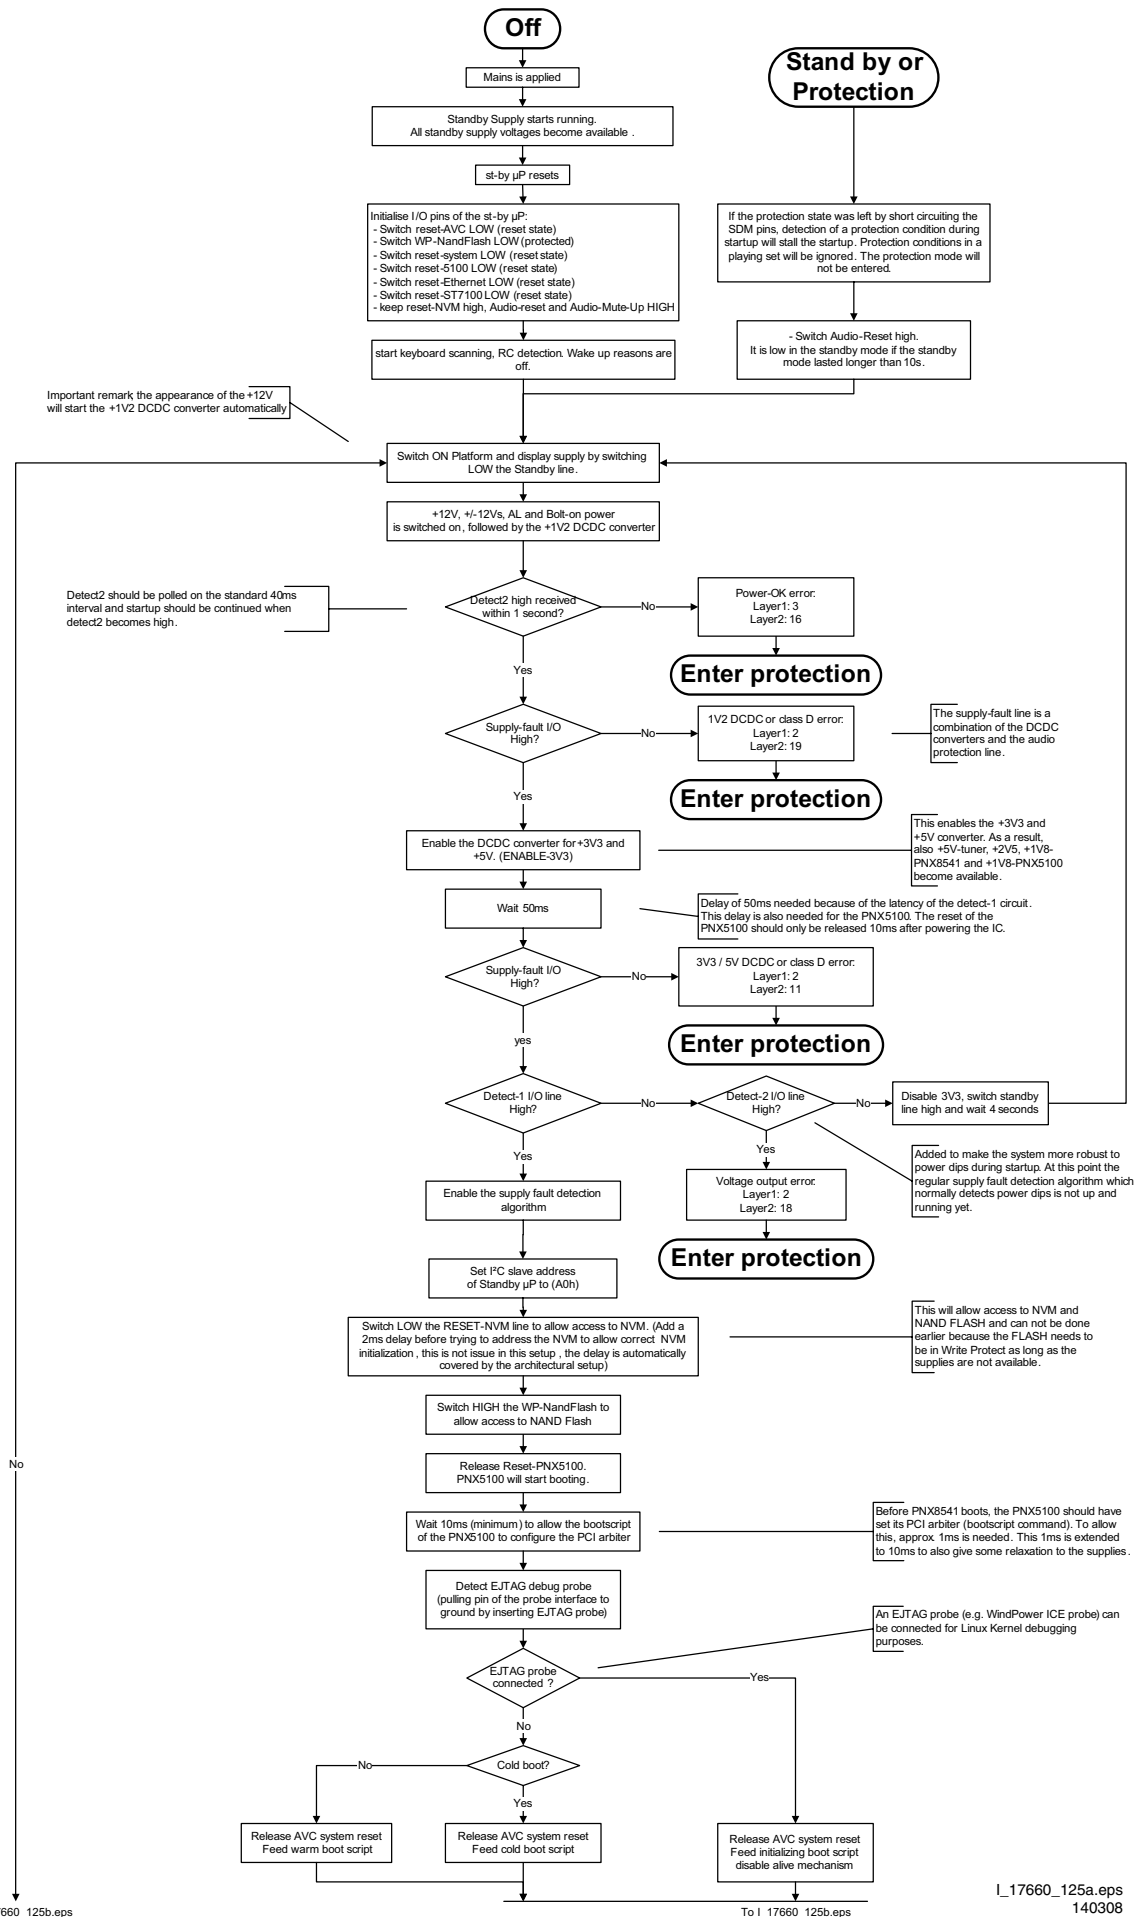 Off
Mains is applied
Stand by or
Protection
Standby Supply starts running.
All standby supply voltages become available .
st-by µP resets
Initialise I/O pins of the st-by µP:
- Switch reset-AVC LOW (reset state)
- Switch WP-NandFlash LOW (protected)
- Switch reset-system LOW (reset state)
- Switch reset-5100 LOW (reset state)
- Switch reset-Ethernet LOW (reset state)
- Switch reset-ST7100 LOW (reset state)
- keep reset-NVM high, Audio-reset and Audio-Mute-Up HIGH
If the protection state was left by short circuiting the
SDM pins, detection of a protection condition during
startup will stall the startup. Protection conditions in a
playing set will be ignored. The protection mode will
not be entered.
start keyboard scanning, RC detection. Wake up reasons are
off.
- Switch Audio-Reset high.
It is low in the standby mode if the standby
mode lasted longer than 10s.
Important remark; the appearance of the +12V
will start the +1V2 DCDC converter automatically
Switch ON Platform and display supply by switching
LOW the Standby line.
+12V, +/-12Vs, AL and Bolt-on power
is switched on, followed by the +1V2 DCDC converter
Detect2 should be polled on the standard 40ms
interval and startup should be continued when
detect2 becomes high.
Detect2 high received
within 1 second?
No
Power-OK error:
Layer1: 3
Layer2: 16
Enter protection
Yes
Supply-fault I/O
High?
No
1V2 DCDC or class D error:
Layer1: 2
Layer2: 19
The supply-fault line is a
combination of the DCDC
converters and the audio
protection line.
Enter protection
Yes
Enable the DCDC converter for +3V3 and
+5V. (ENABLE-3V3)
This enables the +3V3 and
+5V converter. As a result,
also +5V-tuner, +2V5, +1V8-
PNX8541 and +1V8-PNX5100
become available.
Wait 50ms
Delay of 50ms needed because of the latency of the detect-1 circuit.
This delay is also needed for the PNX5100. The reset of the
PNX5100 should only be released 10ms after powering the IC.
Supply-fault I/O
High?
No
3V3 / 5V DCDC or class D error:
Layer1: 2
Layer2: 11
Enter protection
yes
Detect-1 I/O line
High?
No
Detect-2 I/O line
High?
No
Disable 3V3, switch standby
line high and wait 4 seconds
Yes
Yes
Added to make the system more robust to
power dips during startup. At this point the
regular supply fault detection algorithm which
normally detects power dips is not up and
running yet.
Enable the supply fault detection
algorithm
Voltage output error:
Layer1: 2
Layer2: 18
Enter protection
Set I²C slave address
of Standby µP to (A0h)
Switch LOW the RESET-NVM line to allow access to NVM. (Add a
2ms delay before trying to address the NVM to allow correct NVM
initialization , this is not issue in this setup , the delay is automatically
covered by the architectural setup)
This will allow access to NVM and
NAND FLASH and can not be done
earlier because the FLASH needs to
be in Write Protect as long as the
supplies are not available.
Switch HIGH the WP-NandFlash to
allow access to NAND Flash
No
Release Reset-PNX5100.
PNX5100 will start booting.
Wait 10ms (minimum) to allow the bootscript
of the PNX5100 to configure the PCI arbiter
Before PNX8541 boots, the PNX5100 should have
set its PCI arbiter (bootscript command). To allow
this, approx. 1ms is needed. This 1ms is extended
to 10ms to also give some relaxation to the supplies.
Detect EJTAG debug probe
(pulling pin of the probe interface to
ground by inserting EJTAG probe)
An EJTAG probe (e.g. WindPower ICE probe) can
be connected for Linux Kernel debugging
purposes.
EJTAG probe
connected ?
Yes
No
Cold boot?
No
Yes
Release AVC system reset
Feed warm boot script
Release AVC system reset
Feed cold boot script
Release AVC system reset
Feed initializing boot script
disable alive mechanism
I_17660_125a.eps
140308
660_125b.eps
To I_17660_125b.eps